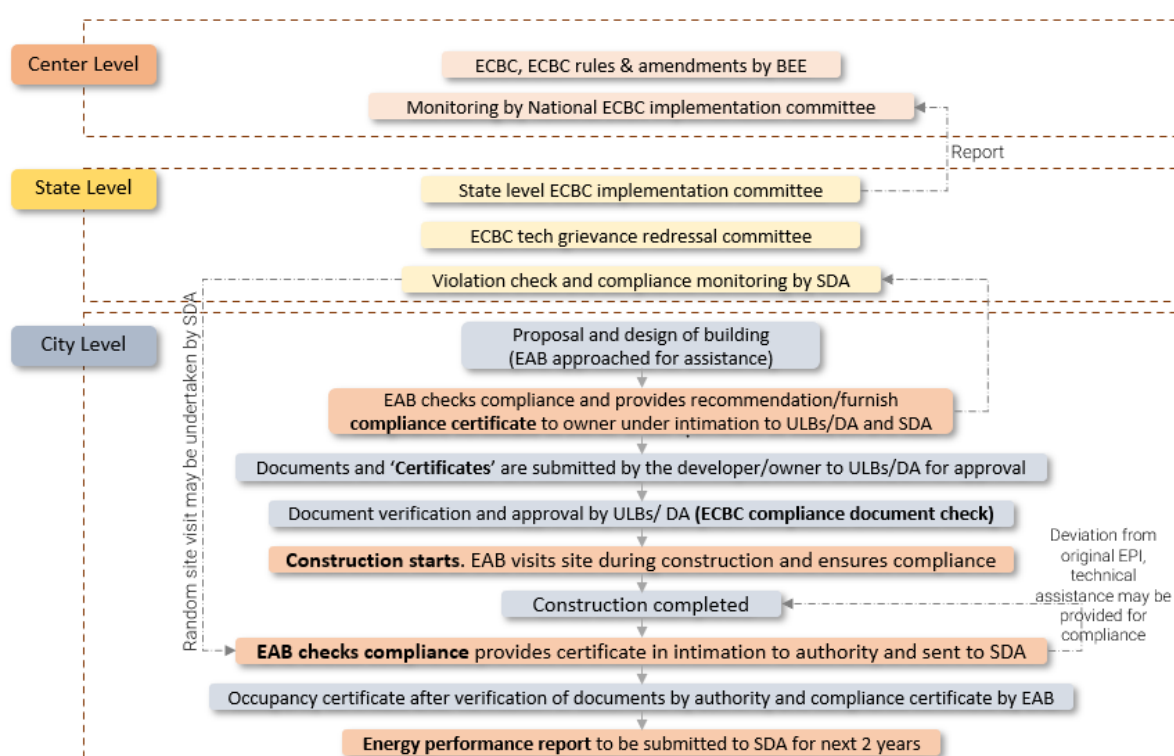 Center Level
ECBC, ECBC rules & amendments by BEE
Monitoring by National ECBC implementation committee
Report
State Level
State level ECBC implementation committee
ECBC tech grievance redressal committee
Violation check and compliance monitoring by SDA
Random site visit may be undertaken by SDA
City Level
Proposal and design of building
(EAB approached for assistance)
EAB checks compliance and provides recommendation/furnish
compliance certificate to owner under intimation to ULBs/DA and SDA
Documents and ‘Certificates’ are submitted by the developer/owner to ULBs/DA for approval
Document verification and approval by ULBs/ DA (ECBC compliance document check)
Construction starts. EAB visits site during construction and ensures compliance
Deviation from
original EPI,
technical
assistance may be
provided for
compliance
Construction completed
EAB checks compliance provides certificate in intimation to authority and sent to SDA
Occupancy certificate after verification of documents by authority and compliance certificate by EAB
Energy performance report to be submitted to SDA for next 2 years